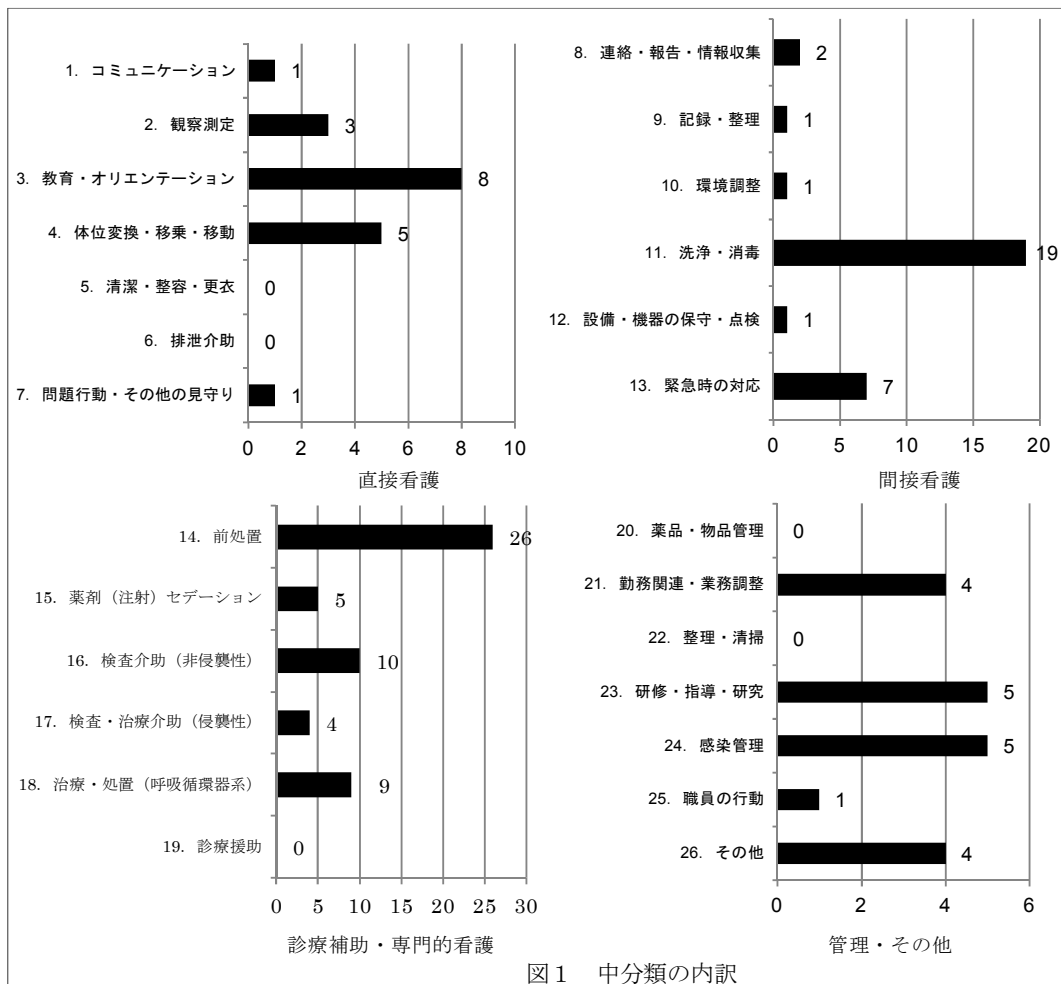 1. コミュニケーション 1
2. 観察測定 3
3. 教育・オリエンテーション 8
4. 体位変換・移乗・移動 5
5. 清潔・整容・更衣 0
6. 排泄介助 0
7. 問題行動・その他の見守り 1
0 2 4 6 8 10
直接看護
8. 連絡・報告・情報収集 2
9. 記録・整理 1
10. 環境調整 1
11. 洗浄・消毒 19
12. 設備・機器の保守・点検 1
13. 緊急時の対応 7
0 5 10 15 20
間接看護
14. 前処置 26
15. 薬剤（注射）セデーション 5
16. 検査介助（非侵襲性） 10
17. 検査・治療介助（侵襲性） 4
18. 治療・処置（呼吸循環器系） 9
19. 診療援助 0
0 5 10 15 20 25 30
診療補助・専門的看護
20. 薬品・物品管理 0
21. 勤務関連・業務調整 4
22. 整理・清掃 0
23. 研修・指導・研究 5
24. 感染管理 5
25. 職員の行動 1
26. その他 4
0 2 4 6
管理・その他
図１ 中分類の内訳